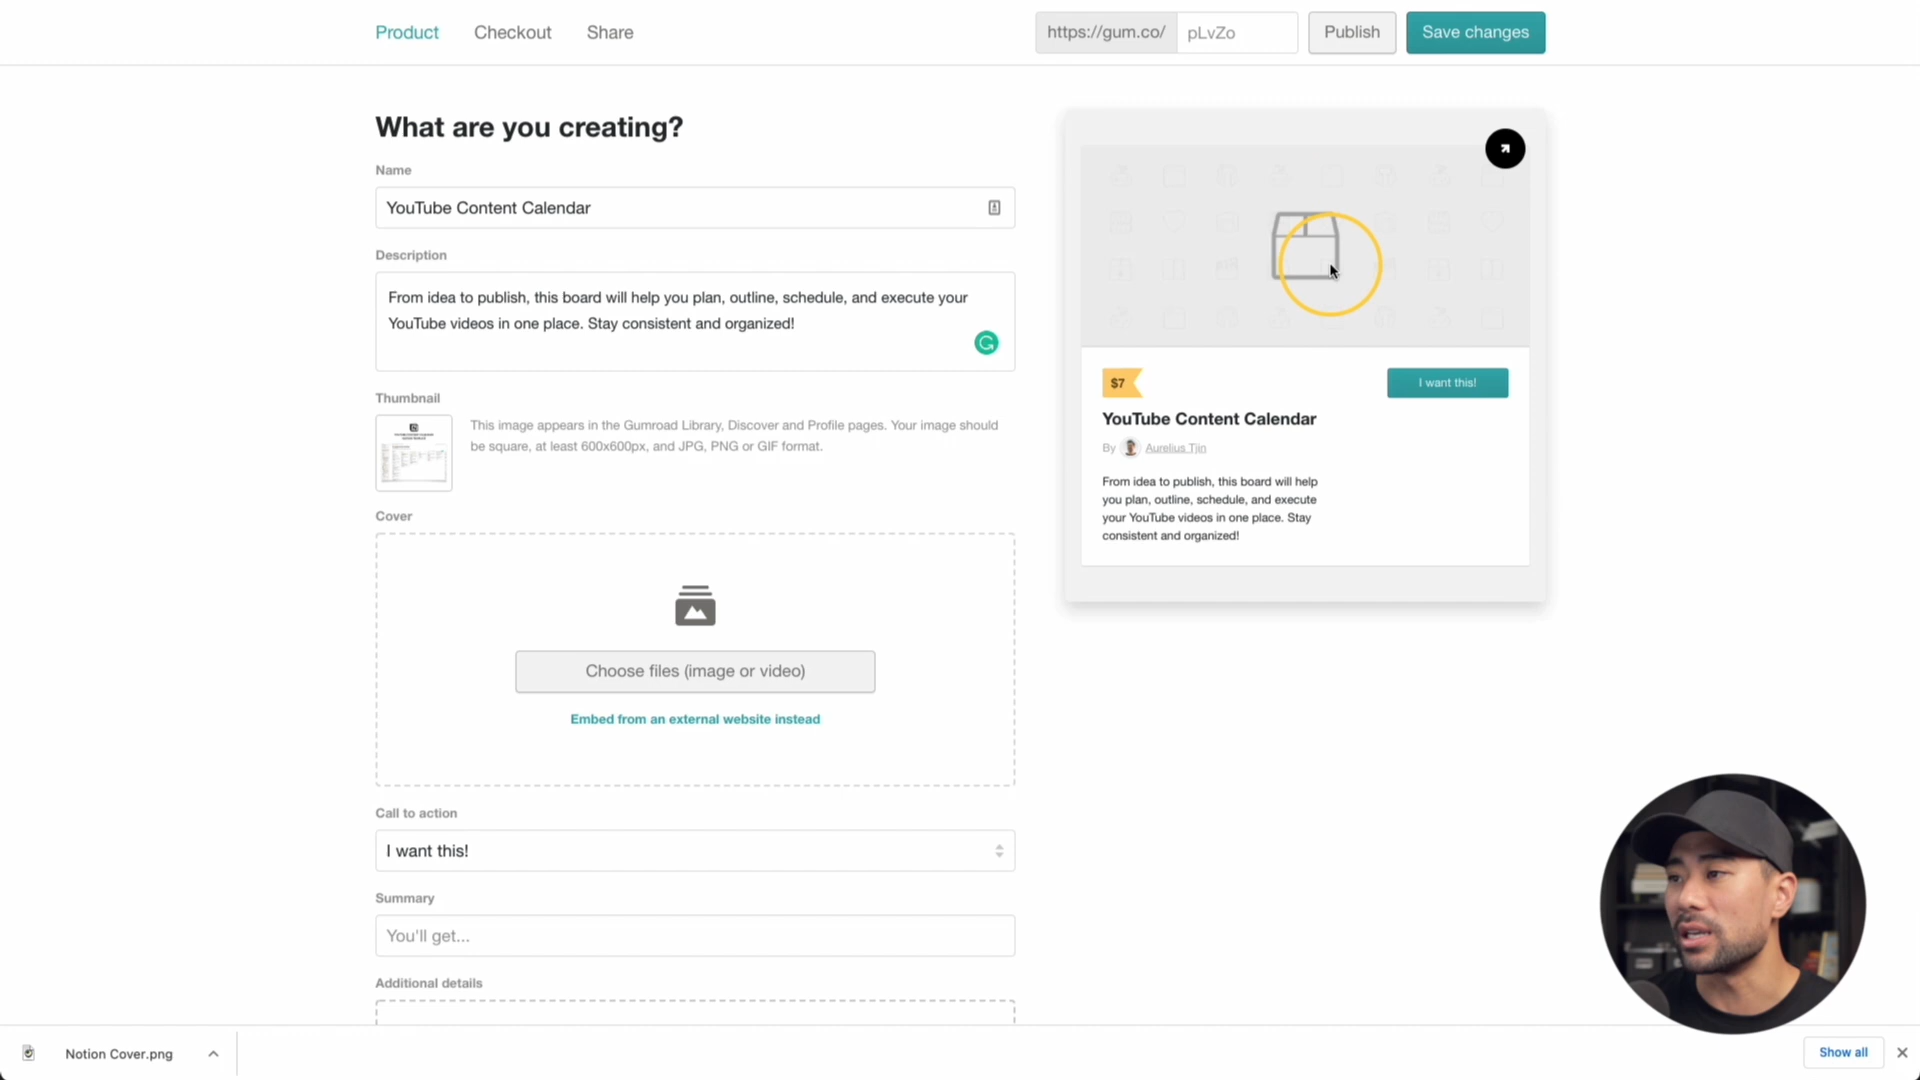 Product
Checkout
Share
https://gum.co/
pLvZo
Publish
Save changes
What are you creating?
Name
YouTube Content Calendar
Description
From idea to publish, this board will help you plan, outline, schedule, and execute your
YouTube videos in one place. Stay consistent and organized!
Thumbnail
This image appears in the Gumroad Library, Discover and Profile pages. Your image should
be square, at least 600x600px, and JPG, PNG or GIF format.
Cover
Choose files (image or video)
Embed from an external website instead
Call to action
I want this!
Summary
You'll get...
Additional details
$7
I want this!
YouTube Content Calendar
By Aurelius Tjin
From idea to publish, this board will help
you plan, outline, schedule, and execute
your YouTube videos in one place. Stay
consistent and organized!
Notion Cover.png
Show all